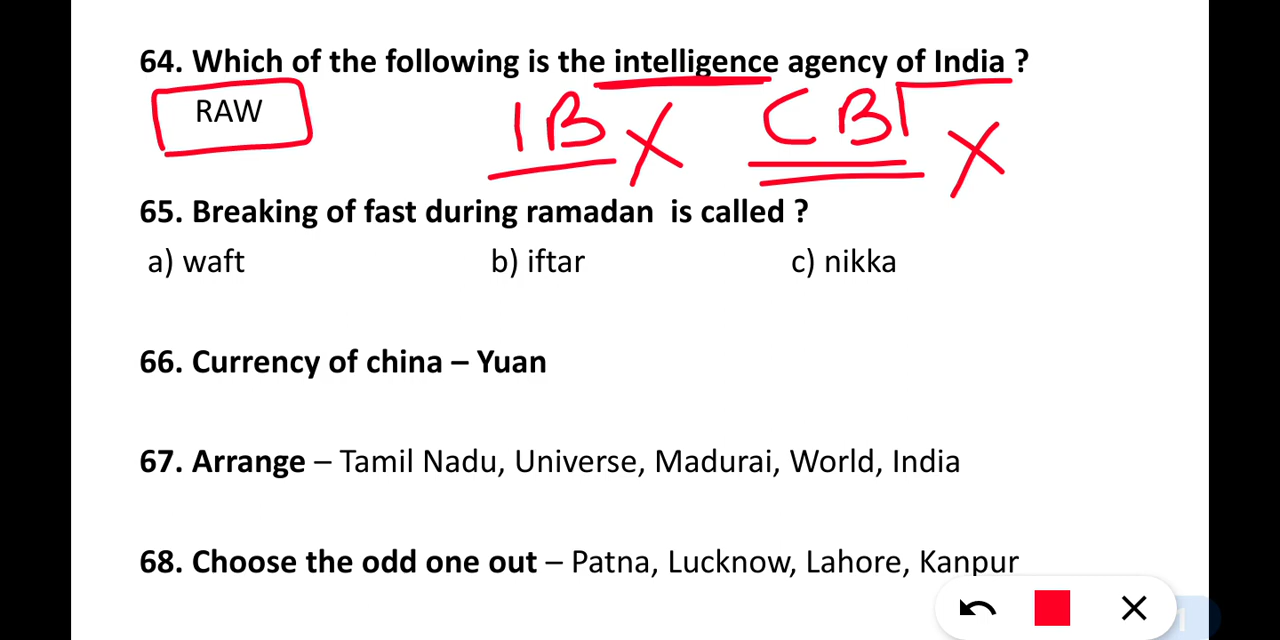 64. Which of the following is the intelligence agency of India ?
RAW IB X CBI X
65. Breaking of fast during ramadan is called ?
a) waft b) iftar c) nikka
66. Currency of china – Yuan
67. Arrange – Tamil Nadu, Universe, Madurai, World, India
68. Choose the odd one out – Patna, Lucknow, Lahore, Kanpur
1